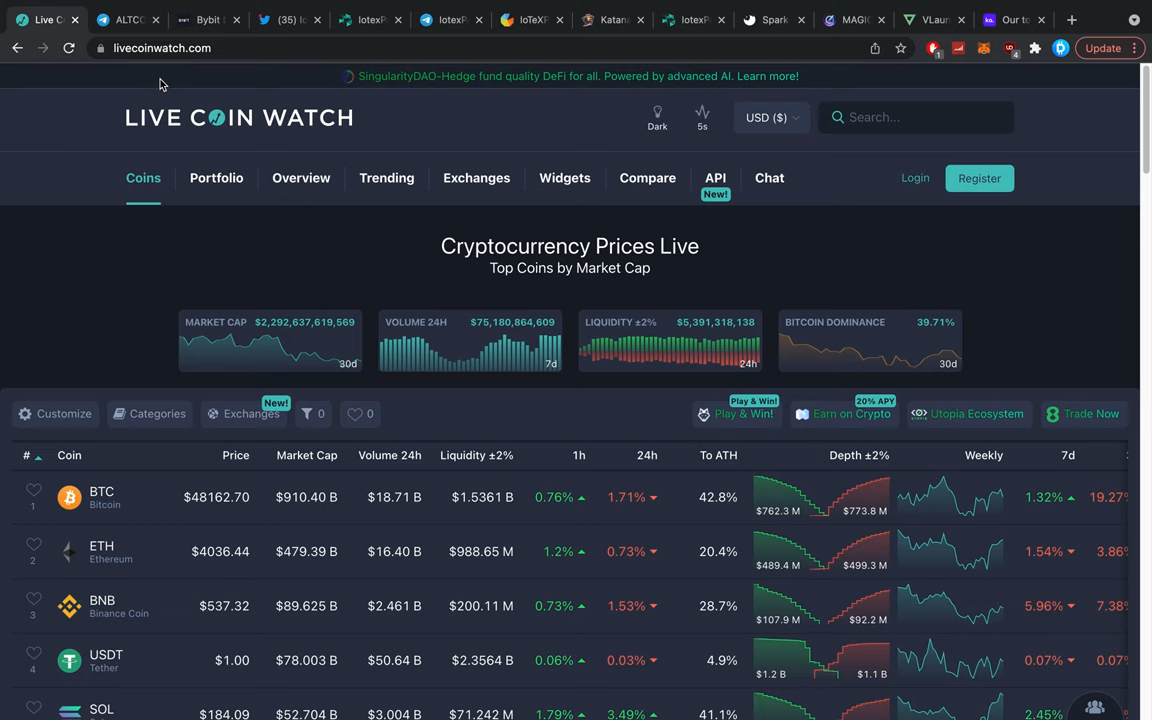 Live C
ALTCC
Bybit
(35) Ic
IotexP
IotexP
IoTeXP
Katana
IotexP
Spark
MAGIC
VLaun
Our to
livecoinwatch.com
1
4
Update
SingularityDAO-Hedge fund quality DeFi for all. Powered by advanced AI. Learn more!
LIVE COIN WATCH
Dark
5s
USD ($)
Search...
Coins
Portfolio
Overview
Trending
Exchanges
Widgets
Compare
API
New!
Chat
Login
Register
Cryptocurrency Prices Live
Top Coins by Market Cap
MARKET CAP $2,292,637,619,569
30d
VOLUME 24H $75,180,864,609
7d
LIQUIDITY ±2% $5,391,318,138
24h
BITCOIN DOMINANCE 39.71%
30d
Customize
Categories
Exchanges
New!
0
0
Play & Win!
Play & Win!
20% APY
Earn on Crypto
Utopia Ecosystem
Trade Now
# Coin Price Market Cap Volume 24h Liquidity ±2% 1h 24h To ATH Depth ±2% Weekly 7d
1 BTC Bitcoin $48162.70 $910.40 B $18.71 B $1.5361 B 0.76% 1.71% 42.8% $762.3 M $773.8 M 1.32% 19.27%
2 ETH Ethereum $4036.44 $479.39 B $16.40 B $988.65 M 1.2% 0.73% 20.4% $489.4 M $499.3 M 1.54% 3.86%
3 BNB Binance Coin $537.32 $89.625 B $2.461 B $200.11 M 0.73% 1.53% 28.7% $107.9 M $92.2 M 5.96% 7.38%
4 USDT Tether $1.00 $78.003 B $50.64 B $2.3564 B 0.06% 0.03% 4.9% $1.2 B $1.1 B 0.07% 0.07%
SOL $184.09 $52.704 B $3.004 B $71.242 M 1.79% 3.49% 41.1% 2.45%